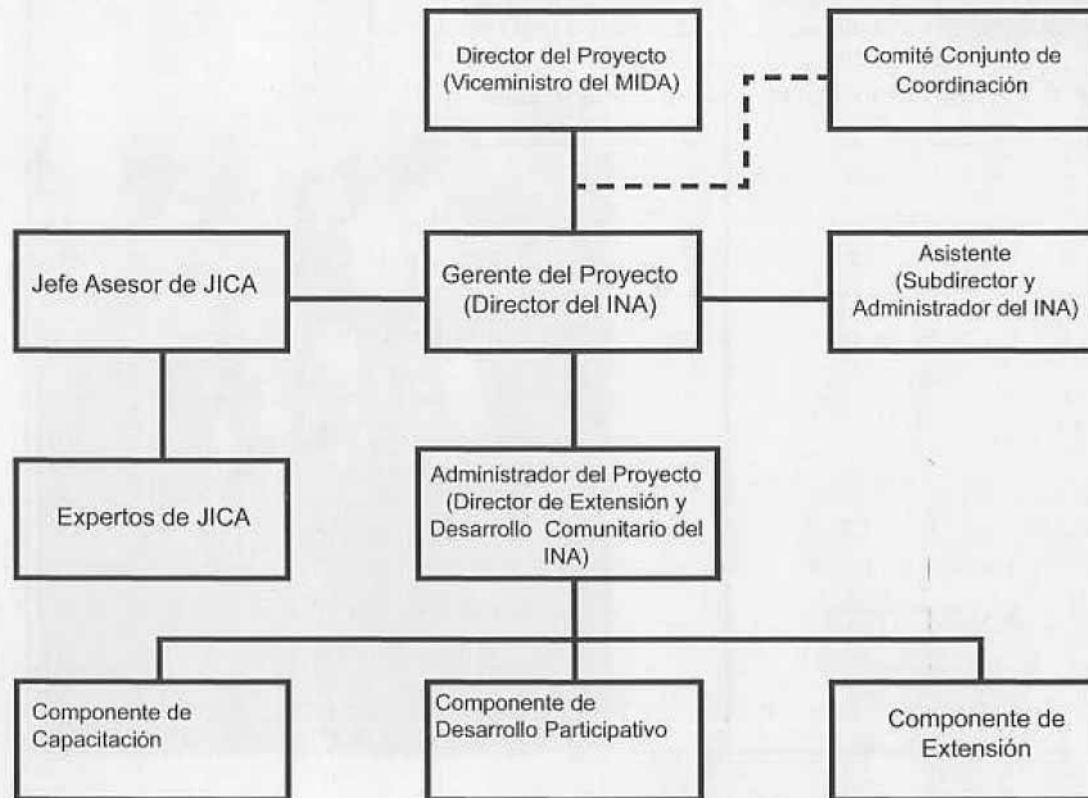 Director del Proyecto
(Viceministro del MIDA)
Comité Conjunto de
Coordinación
Jefe Asesor de JICA
Gerente del Proyecto
(Director del INA)
Asistente
(Subdirector y
Administrador del INA)
Expertos de JICA
Administrador del Proyecto
(Director de Extensión y
Desarrollo Comunitario del
INA)
Componente de
Capacitación
Componente de
Desarrollo Participativo
Componente de
Extensión